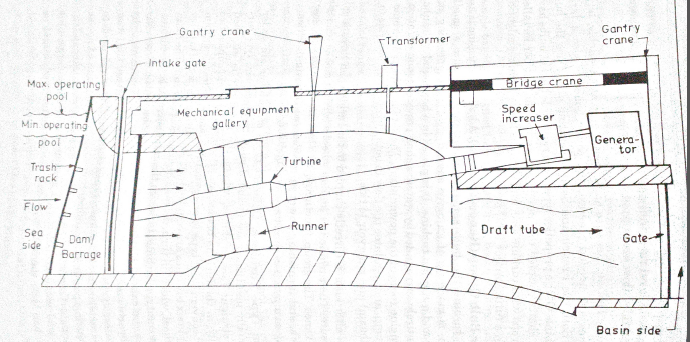 Gantry crane
Gantry
crane
Transformer
Intake gate
Max. operating
pool
Bridge crane
Mechanical equipment
gallery
Speed
increaser
Min. operating
pool
Genera-
tor
Trash-
rack
Turbine
Flow
Runner
Draft tube
Sea
side
Dam/
Barrage
Gate
Basin side